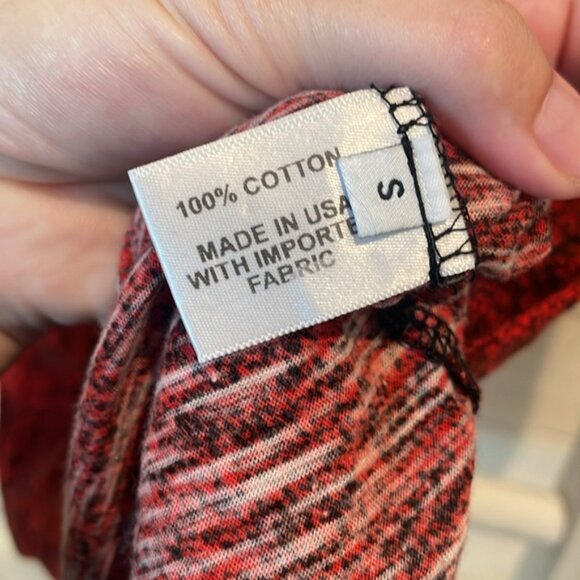 100% COTTON
MADE IN USA
WITH IMPORTE
FABRIC
S